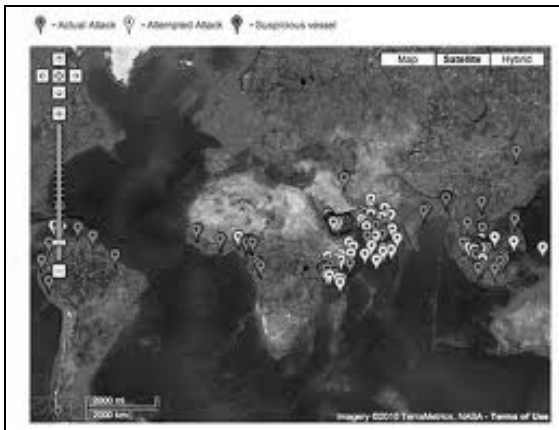 - Actual Attack - Attempted Attack - Suspicious vessel
Map Satellite Hybrid
2000 mi
2000 km
Imagery ©2010 TerraMetrics, NASA - Terms of Use